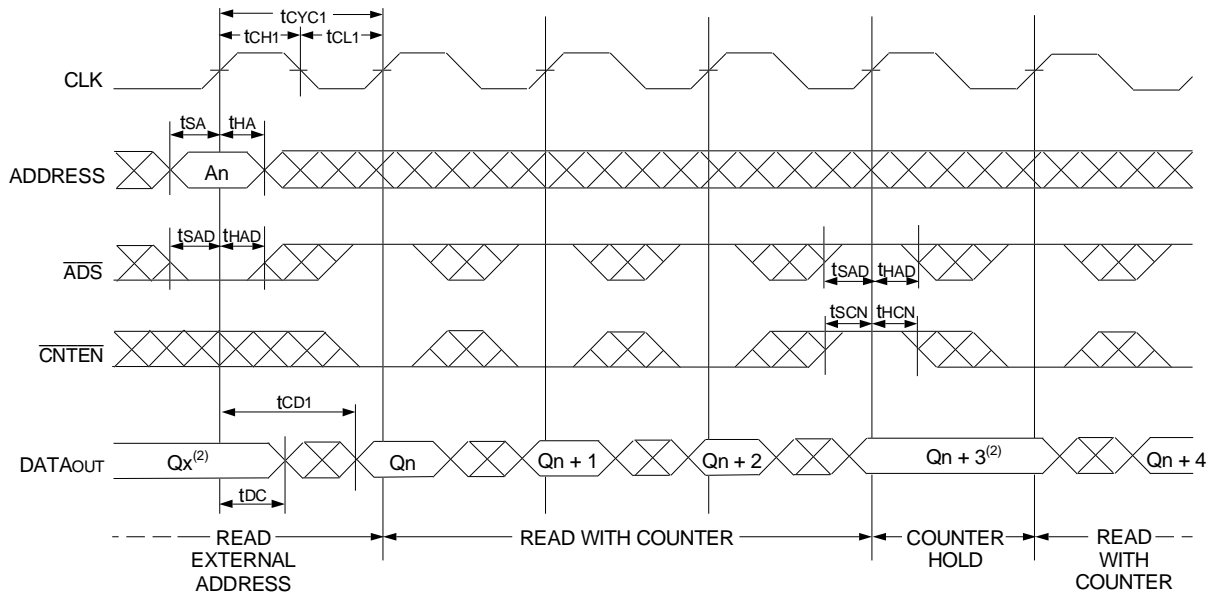 tCYC1
tCH1 tCL1
CLK
tSA tHA
ADDRESS An
tSAD tHAD
ADS
tSAD tHAD
tSCN tHCN
CNTEN
tCD1
DATAOUT Qx(2) Qn Qn + 1 Qn + 2 Qn + 3(2) Qn + 4
tDC
READ EXTERNAL ADDRESS
READ WITH COUNTER
COUNTER HOLD
READ WITH COUNTER